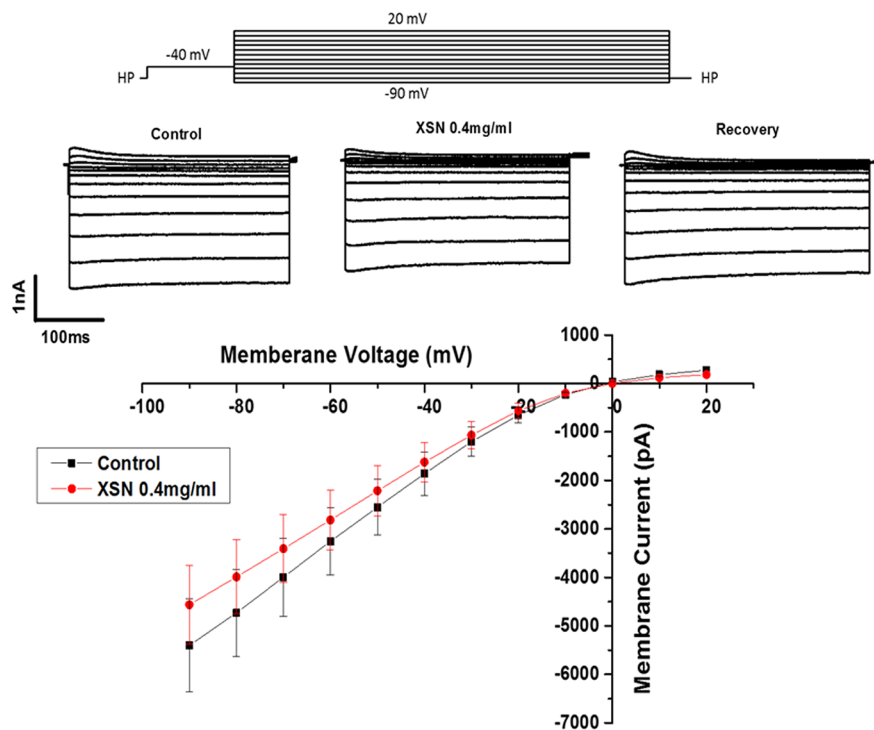 20 mV
-40 mV
HP
HP
-90 mV
Control
XSN 0.4mg/ml
Recovery
1nA
100ms
Memberane Voltage (mV)
1000
0
-100
-80
-60
-40
-20
0
20
-1000
-2000
-3000
-4000
-5000
-6000
-7000
Membrane Current (pA)
Control
XSN 0.4mg/ml